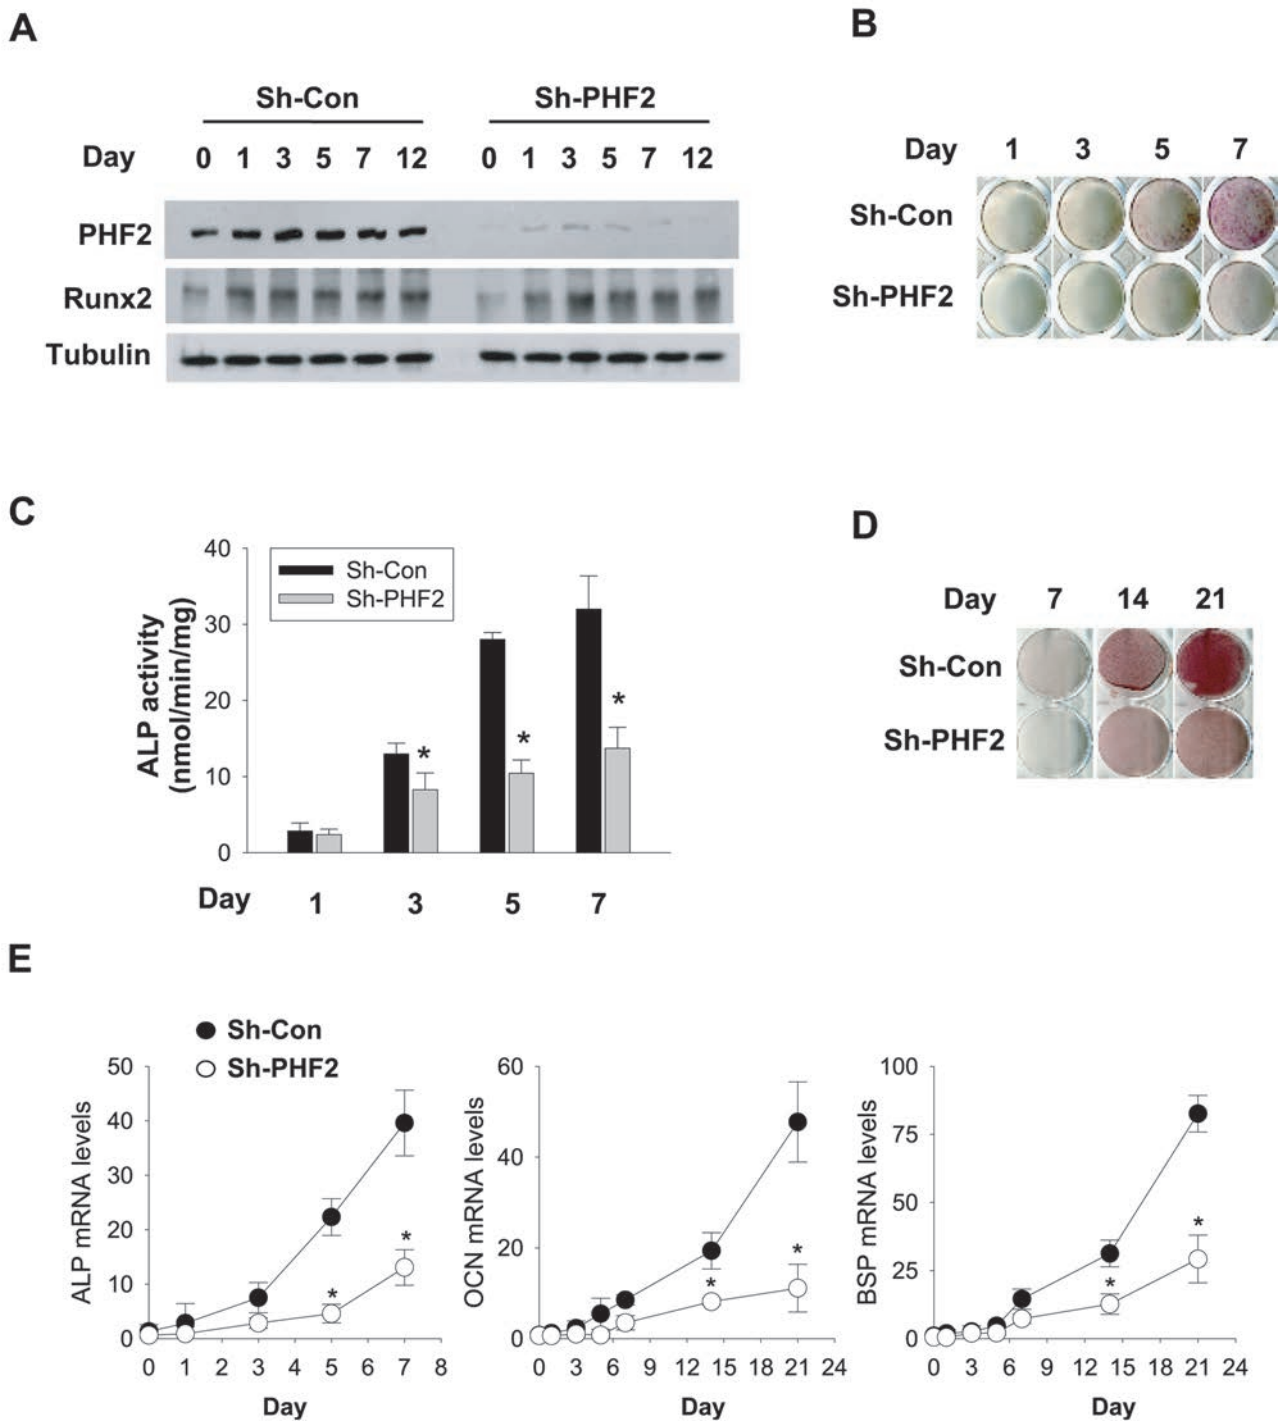 A
Sh-Con Sh-PHF2
Day 0 1 3 5 7 12 0 1 3 5 7 12
PHF2
Runx2
Tubulin
B
Day 1 3 5 7
Sh-Con
Sh-PHF2
C
ALP activity
(nmol/min/mg)
40
30
20
10
0
Sh-Con
Sh-PHF2
*
*
*
Day 1 3 5 7
D
Day 7 14 21
Sh-Con
Sh-PHF2
E
Sh-Con
Sh-PHF2
ALP mRNA levels
50
40
30
20
10
0
*
*
0 1 3 5 7 8
Day
OCN mRNA levels
60
40
20
0
*
*
0 3 6 9 12 15 18 21 24
Day
BSP mRNA levels
100
75
50
25
0
*
*
0 3 6 9 12 15 18 21 24
Day